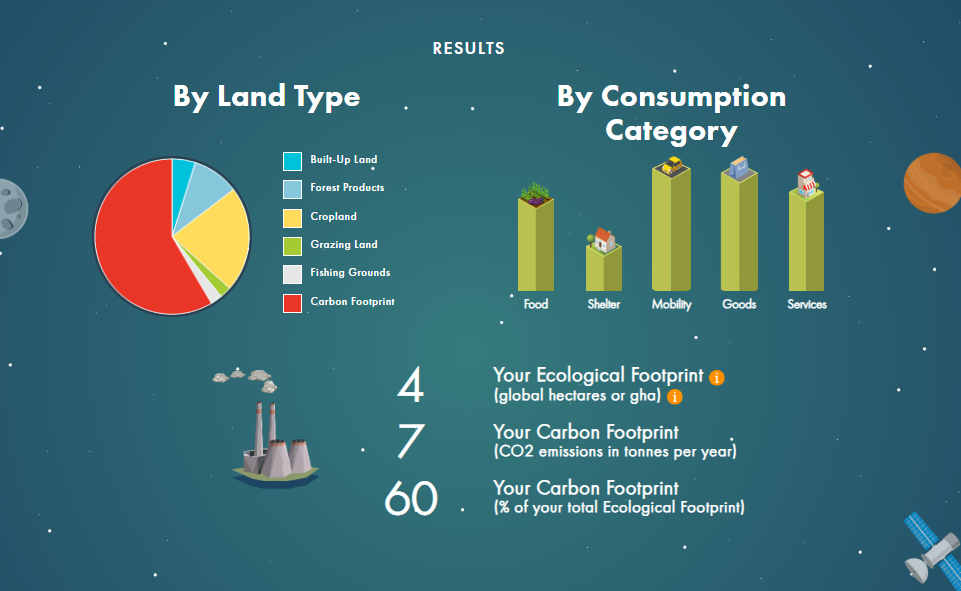 RESULTS
By Land Type
Built-Up Land
Forest Products
Cropland
Grazing Land
Fishing Grounds
Carbon Footprint
By Consumption
Category
Food
Shelter
Mobility
Goods
Services
4
Your Ecological Footprint i
(global hectares or gha) i
7
Your Carbon Footprint
(CO2 emissions in tonnes per year)
60
Your Carbon Footprint
(% of your total Ecological Footprint)